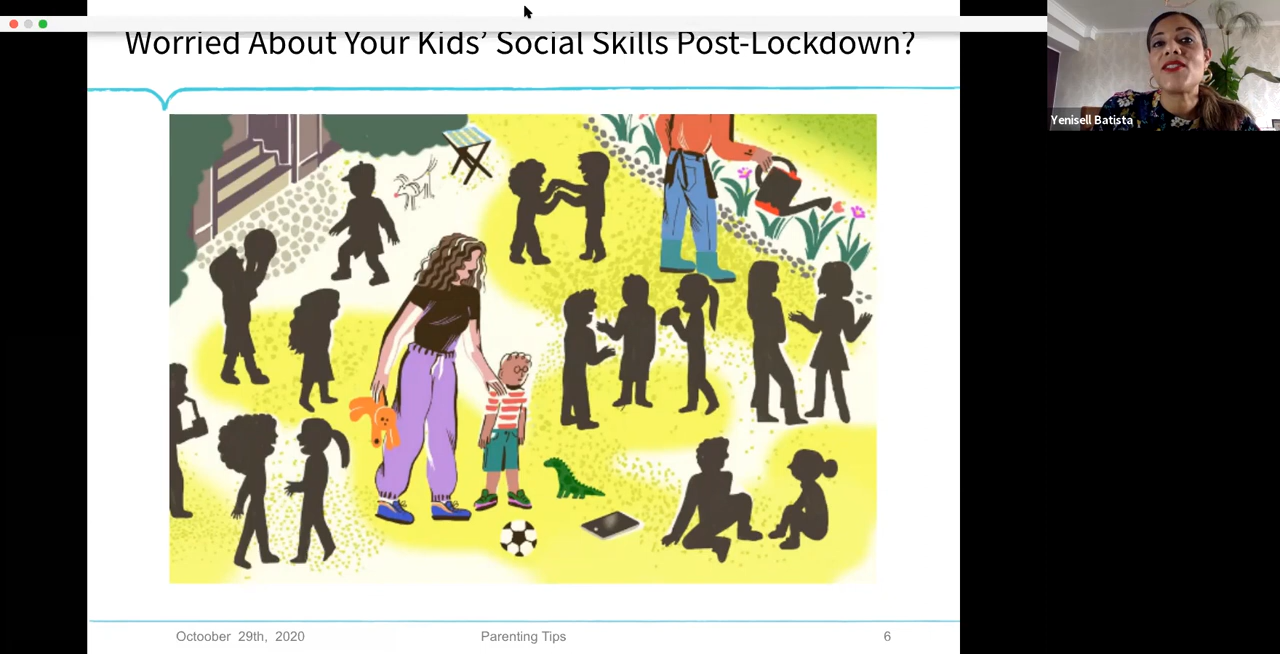 Worried About Your Kids’ Social Skills Post-Lockdown?
Yenisell Batista
Octoober 29th, 2020
Parenting Tips
6